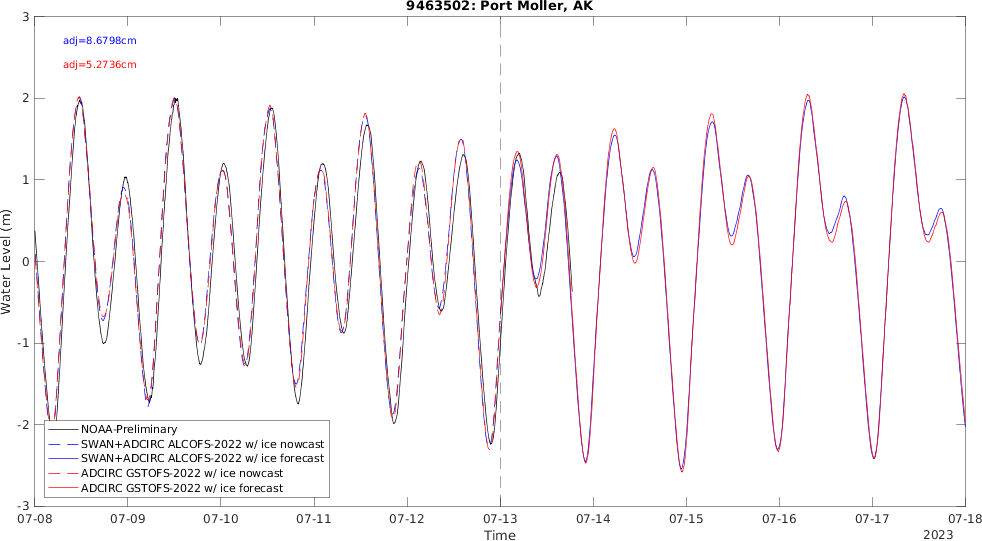 9463502: Port Moller, AK
3
adj=8.6798cm
adj=5.2736cm
2
1
0
-1
-2
-3
Water Level (m)
NOAA-Preliminary
SWAN+ADCIRC ALCOFS-2022 w/ ice nowcast
SWAN+ADCIRC ALCOFS-2022 w/ ice forecast
ADCIRC GSTOFS-2022 w/ ice nowcast
ADCIRC GSTOFS-2022 w/ ice forecast
07-08 07-09 07-10 07-11 07-12 07-13 07-14 07-15 07-16 07-17 07-18
Time
2023